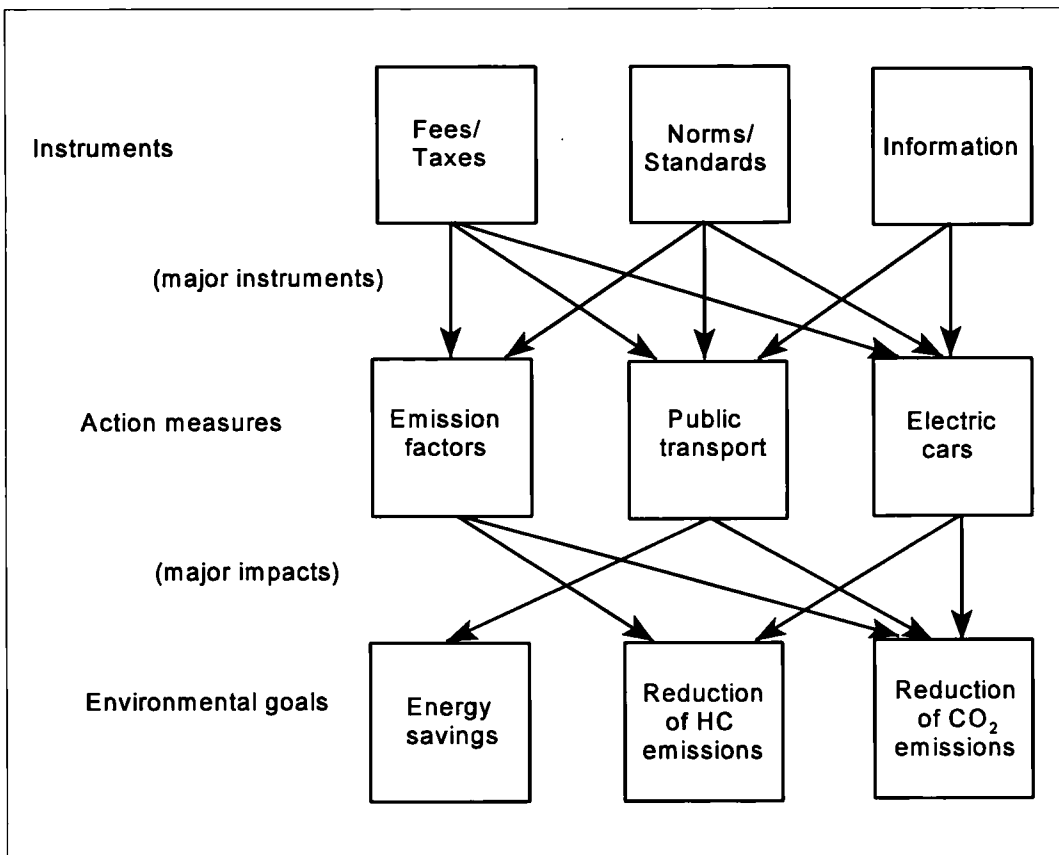 Instruments
Fees/
Taxes
Norms/
Standards
Information
(major instruments)
Action measures
Emission
factors
Public
transport
Electric
cars
(major impacts)
Environmental goals
Energy
savings
Reduction
of HC
emissions
Reduction
of CO₂
emissions